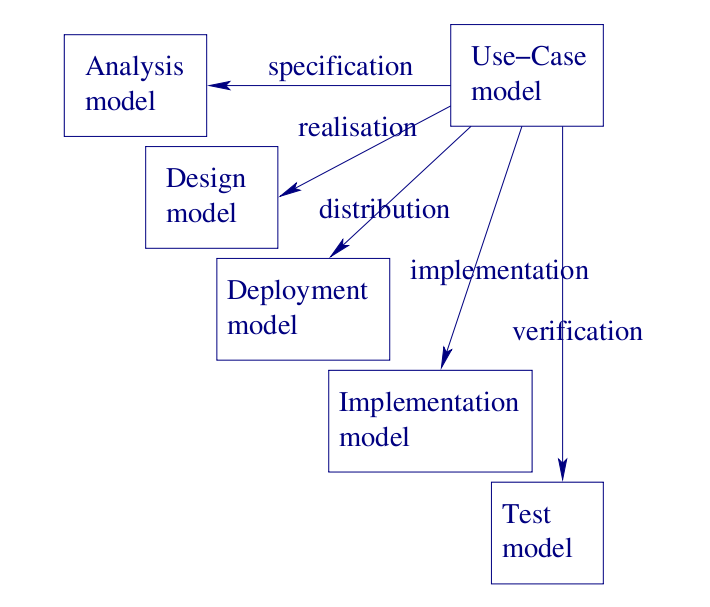 Analysis
model
specification
Use–Case
model
realisation
Design
model
distribution
Deployment
model
implementation
verification
Implementation
model
Test
model